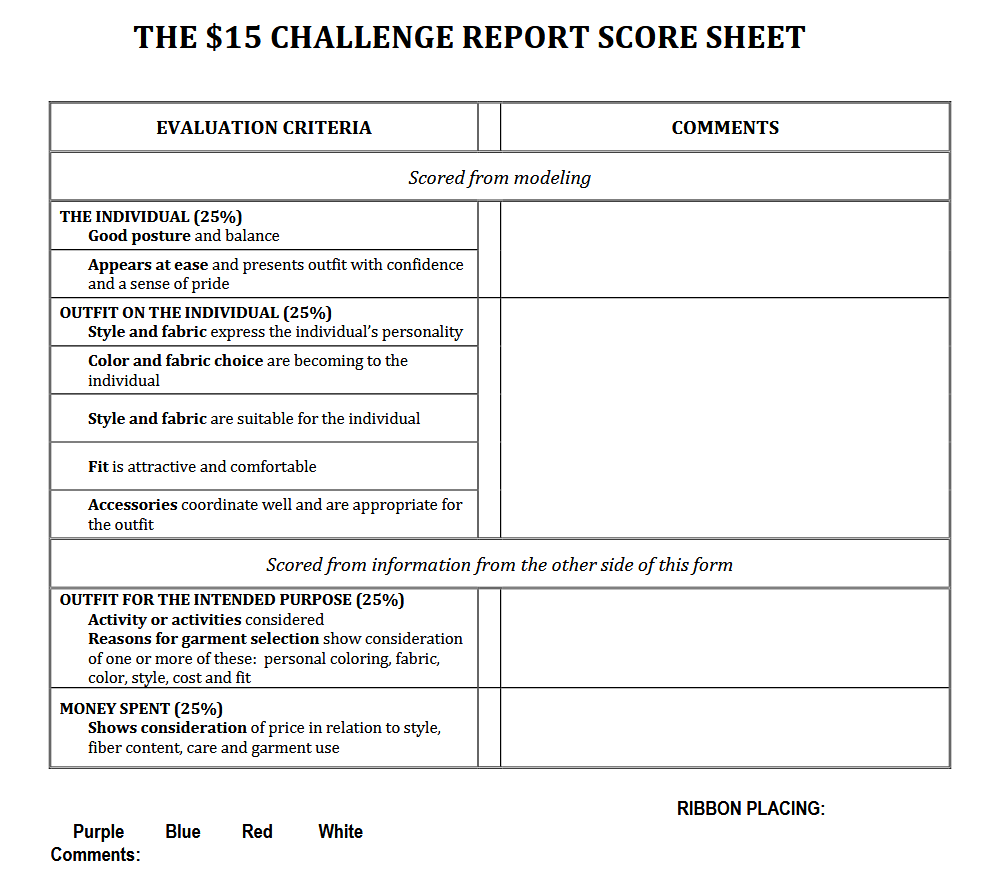 THE $15 CHALLENGE REPORT SCORE SHEET
EVALUATION CRITERIA
COMMENTS
Scored from modeling
THE INDIVIDUAL (25%)
Good posture and balance
Appears at ease and presents outfit with confidence
and a sense of pride
OUTFIT ON THE INDIVIDUAL (25%)
Style and fabric express the individual's personality
Color and fabric choice are becoming to the
individual
Style and fabric are suitable for the individual
Fit is attractive and comfortable
Accessories coordinate well and are appropriate for
the outfit
Scored from information from the other side of this form
OUTFIT FOR THE INTENDED PURPOSE (25%)
Activity or activities considered
Reasons for garment selection show consideration
of one or more of these:  personal coloring, fabric,
color, style, cost and fit
MONEY SPENT (25%)
Shows consideration of price in relation to style,
fiber content, care and garment use
RIBBON PLACING:
Purple Blue Red White
Comments: